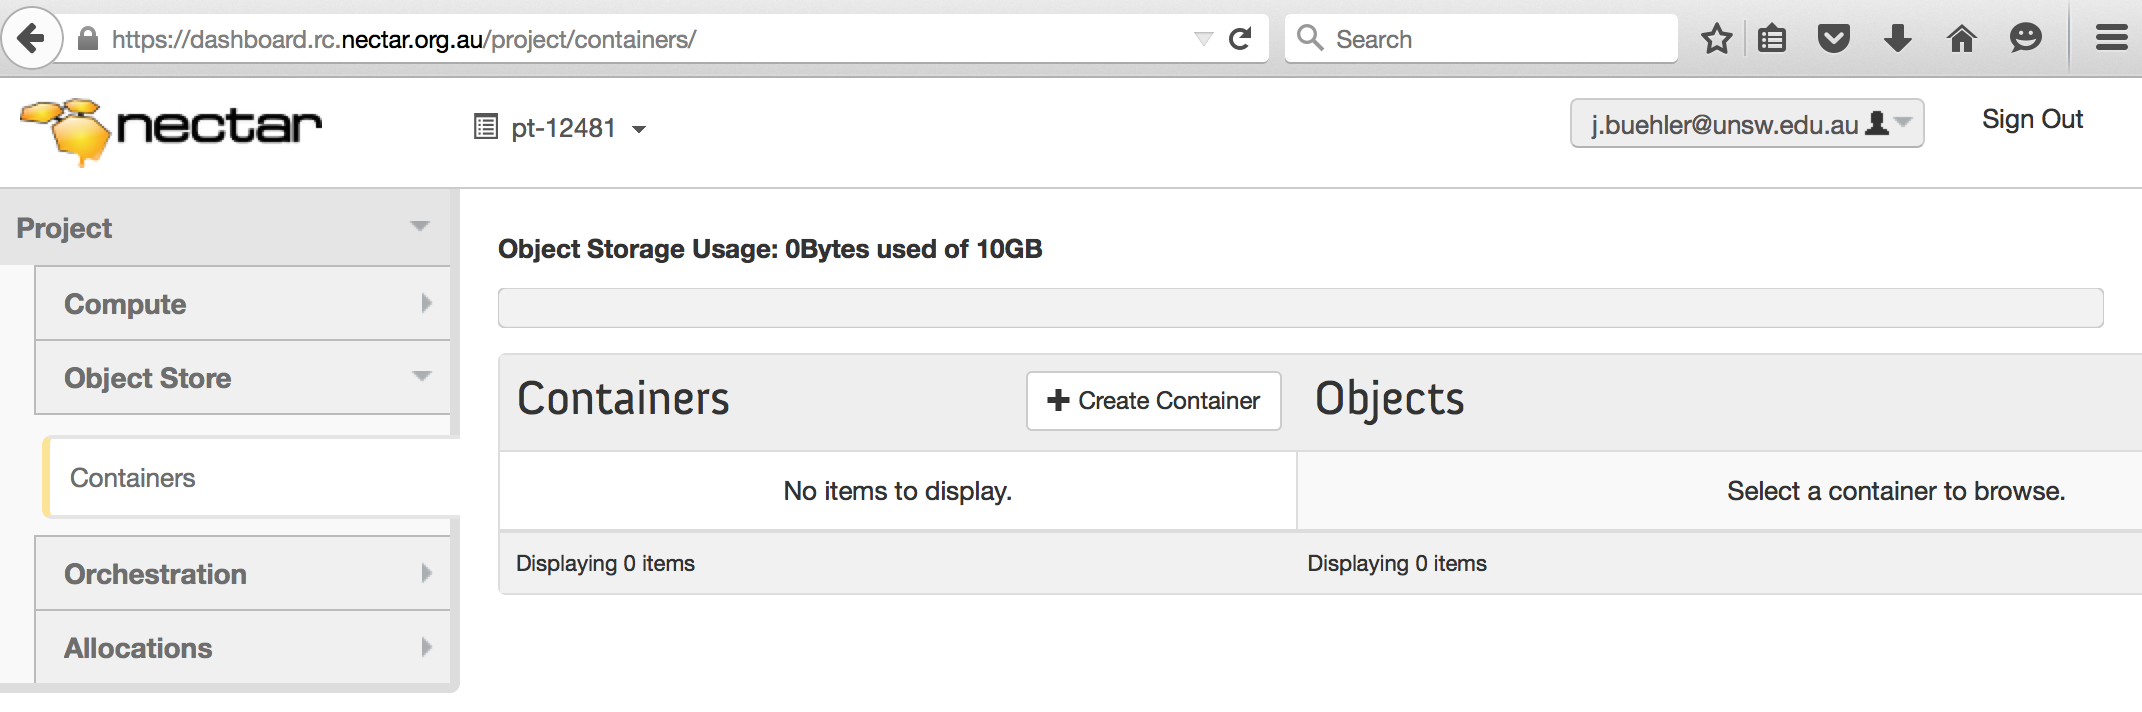 https://dashboard.rc.nectar.org.au/project/containers/
Search
nectar
pt-12481
j.buehler@unsw.edu.au
Sign Out
Project
Compute
Object Store
Containers
Orchestration
Allocations
Object Storage Usage: 0Bytes used of 10GB
Containers
Create Container
Objects
No items to display.
Select a container to browse.
Displaying 0 items
Displaying 0 items